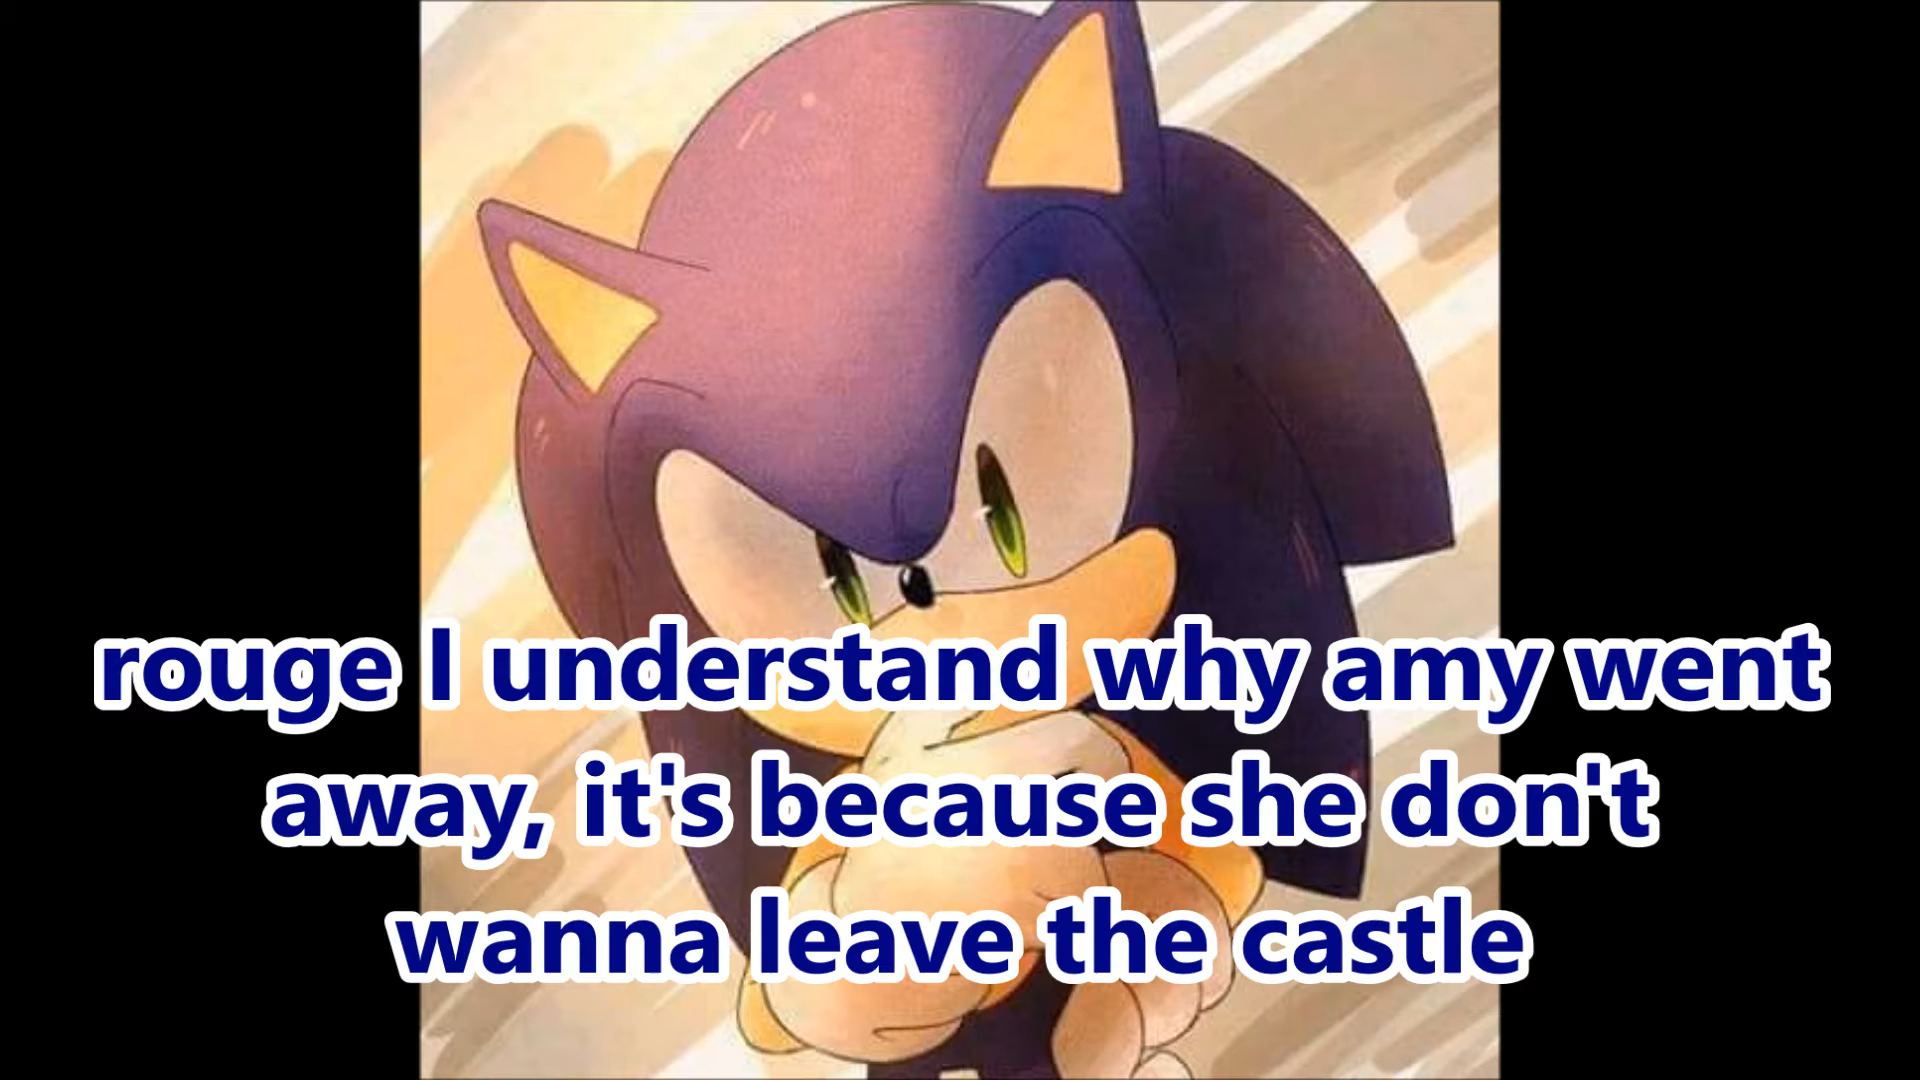 rouge I understand why amy went
away, it's because she don't
wanna leave the castle